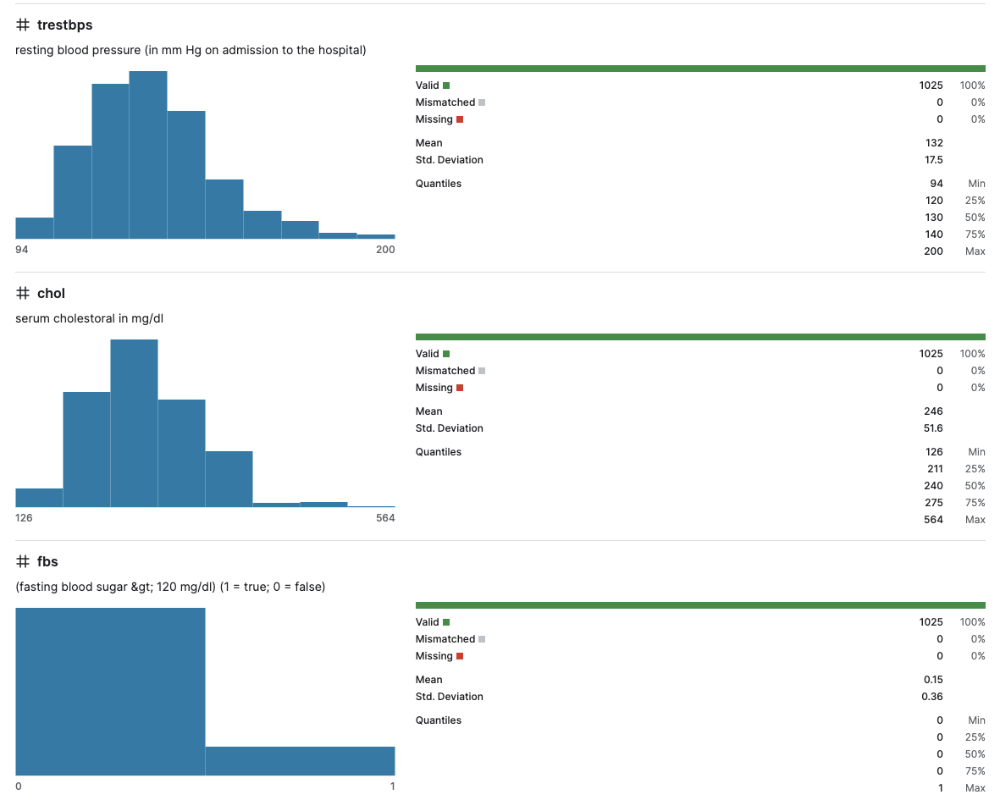 trestbps
resting blood pressure (in mm Hg on admission to the hospital)
94 200
Valid 1025 100%
Mismatched 0 0%
Missing 0 0%
Mean 132
Std. Deviation 17.5
Quantiles 94 Min
120 25%
130 50%
140 75%
200 Max
chol
serum cholestoral in mg/dl
126 564
Valid 1025 100%
Mismatched 0 0%
Missing 0 0%
Mean 246
Std. Deviation 51.6
Quantiles 126 Min
211 25%
240 50%
275 75%
564 Max
fbs
(fasting blood sugar &gt; 120 mg/dl) (1 = true; 0 = false)
0 1
Valid 1025 100%
Mismatched 0 0%
Missing 0 0%
Mean 0.15
Std. Deviation 0.36
Quantiles 0 Min
0 25%
0 50%
0 75%
1 Max